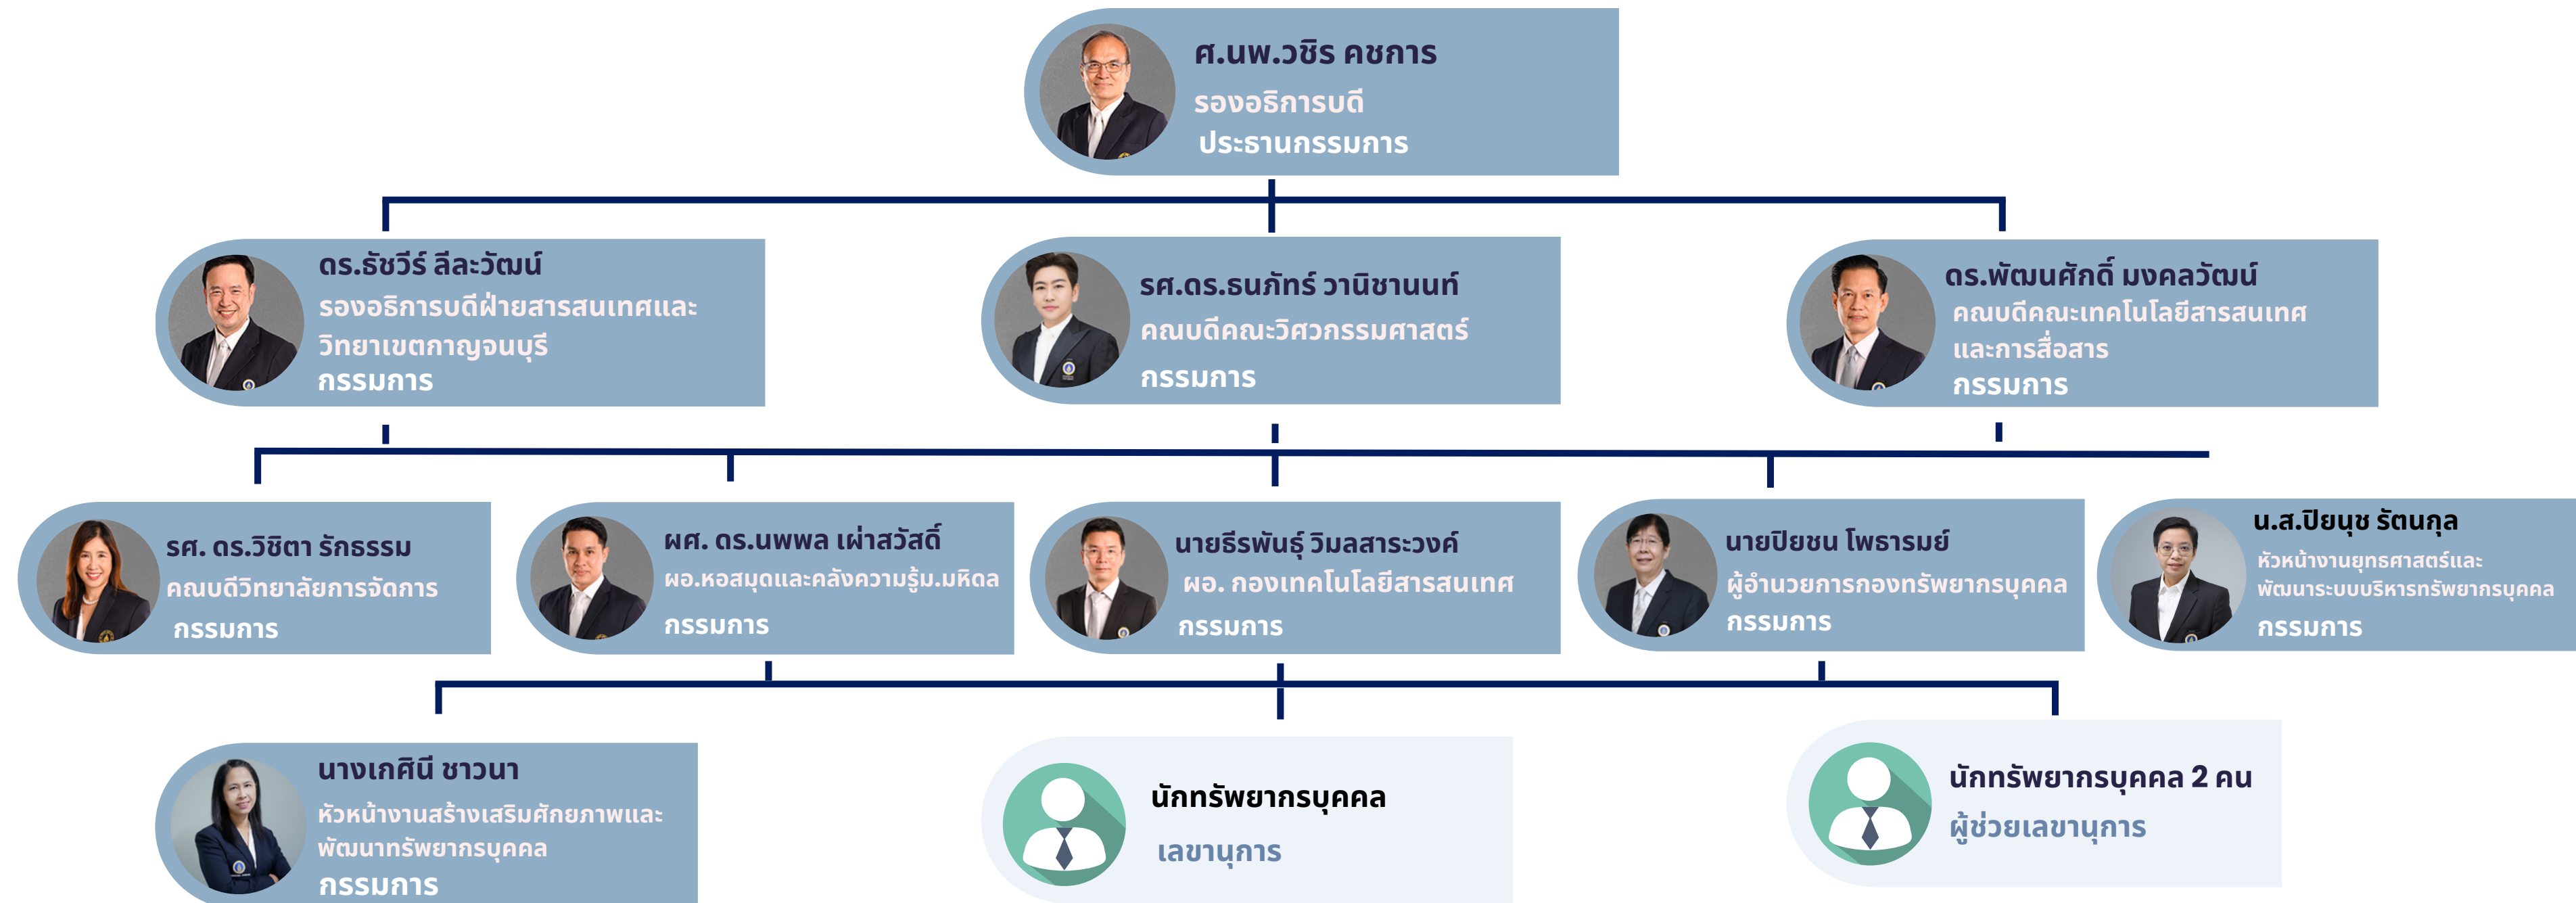 ศ.นพ.วชิร คชการ
รองอธิการบดี
ประธานกรรมการ
ดร.ธัชวีร์ ลีละวัฒน์
รองอธิการบดีฝ่ายสารสนเทศและ
วิทยาเขตกาญจนบุรี
กรรมการ
รศ.ดร.ธนภัทร์ วานิชานนท์
คณบดีคณะวิศวกรรมศาสตร์
กรรมการ
ดร.พัฒนศักดิ์ มงคลวัฒน์
คณบดีคณะเทคโนโลยีสารสนเทศ
และการสื่อสาร
กรรมการ
รศ. ดร.วิชิตา รักธรรม
คณบดีวิทยาลัยการจัดการ
กรรมการ
ผศ. ดร.นพพล เผ่าสวัสดิ์
ผอ.หอสมุดและคลังความรู้ม.มหิดล
กรรมการ
นายธีรพันธุ์ วิมลสาระวงค์
ผอ. กองเทคโนโลยีสารสนเทศ
กรรมการ
นายปิยชน โพธารมย์
ผู้อำนวยการกองทรัพยากรบุคคล
กรรมการ
น.ส.ปิยนุช รัตนกุล
หัวหน้างานยุทธศาสตร์และ
พัฒนาระบบบริหารทรัพยากรบุคคล
กรรมการ
นางเกศินี ชาวนา
หัวหน้างานสร้างเสริมศักยภาพและ
พัฒนาทรัพยากรบุคคล
กรรมการ
นักทรัพยากรบุคคล
เลขานุการ
นักทรัพยากรบุคคล 2 คน
ผู้ช่วยเลขานุการ